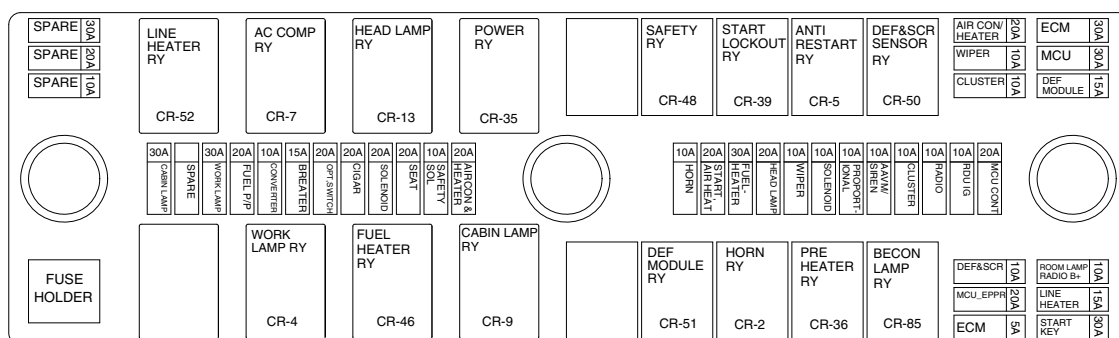 SPARE 30A
SPARE 20A
SPARE 10A
LINE
HEATER
RY
CR-52
AC COMP
RY
CR-7
HEAD LAMP
RY
CR-13
POWER
RY
CR-35
SAFETY
RY
CR-48
START
LOCKOUT
RY
CR-39
ANTI
RESTART
RY
CR-5
DEF&SCR
SENSOR
RY
CR-50
AIR CON/
HEATER 20A
WIPER 10A
CLUSTER 10A
ECM 30A
MCU 30A
DEF
MODULE 15A
30A CABIN LAMP
SPARE
30A WORK LAMP
20A FUEL P/P
10A CONVERTER
15A BREATER
20A OPT.SWITCH
20A CIGAR
20A SOLENOID
20A SEAT
10A SAFETY
SOL
20A AIRCON &
HEATER
10A HORN
20A START,
AIR HEAT
30A FUEL-
HEATER
20A HEAD LAMP
10A WIPER
10A SOLENOID
10A PROPORT-
IONAL
10A AAVM/
SIREN
10A CLUSTER
10A RADIO
10A RDU IG
20A MCU CONT
FUSE
HOLDER
WORK
LAMP RY
CR-4
FUEL
HEATER
RY
CR-46
CABIN LAMP
RY
CR-9
DEF
MODULE
RY
CR-51
HORN
RY
CR-2
PRE
HEATER
RY
CR-36
BECON
LAMP
RY
CR-85
DEF&SCR 10A
MCU_EPPR 20A
ECM 5A
ROOM LAMP
RADIO B+ 10A
LINE
HEATER 15A
START
KEY 30A